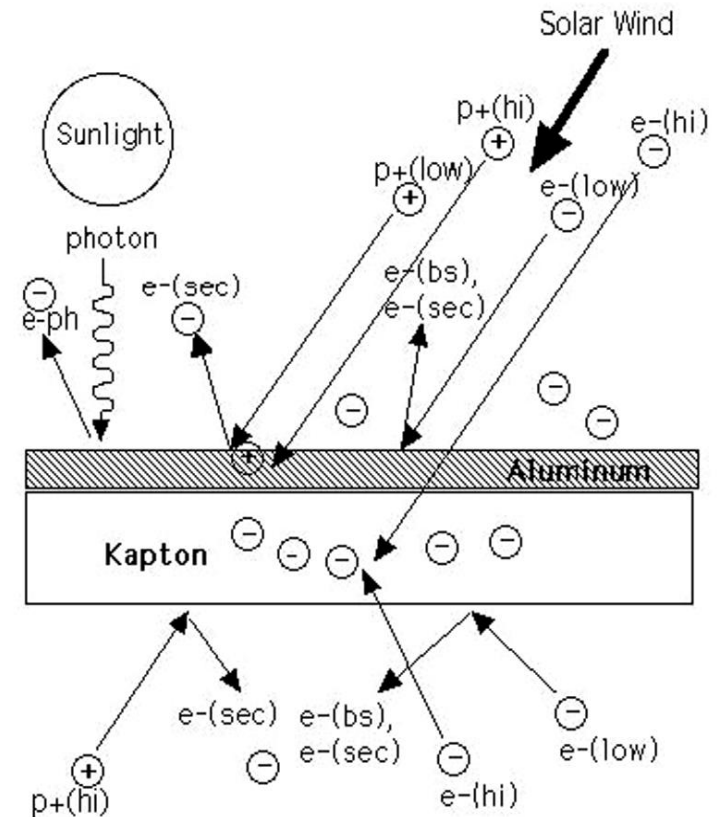 Solar Wind
Sunlight
p+(hi)
e-(hi)
p+(low)
e-(low)
photon
e-(sec)
e-(bs),
e-(sec)
e-ph
Aluminum
Kapton
e-(sec)
e-(bs),
e-(sec)
e-(low)
p+(hi)
e-(hi)